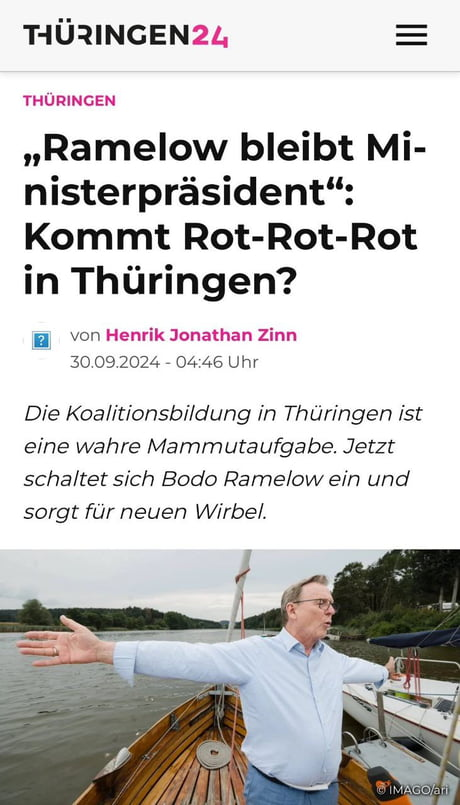 THÜRINGEN24
THÜRINGEN
„Ramelow bleibt Mi-
nisterpräsident“:
Kommt Rot-Rot-Rot
in Thüringen?
?
von Henrik Jonathan Zinn
30.09.2024 - 04:46 Uhr
Die Koalitionsbildung in Thüringen ist
eine wahre Mammutaufgabe. Jetzt
schaltet sich Bodo Ramelow ein und
sorgt für neuen Wirbel.
© IMAGO/ari